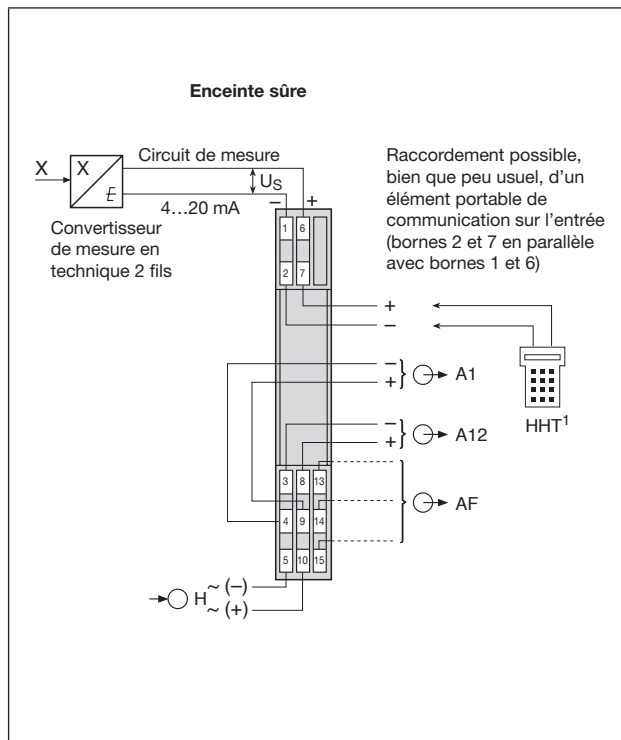 Enceinte sûre
X
X
E
Circuit de mesure
US
– +
4…20 mA
Convertisseur
de mesure en
technique 2 fils
Raccordement possible,
bien que peu usuel, d'un
élément portable de
communication sur l'entrée
(bornes 2 et 7 en parallèle
avec bornes 1 et 6)
1 6
2 7
+
–
HHT1
–
+
A1
–
+
A12
AF
3 8 13
4 9 14
5 10 15
H
~ (–)
~ (+)